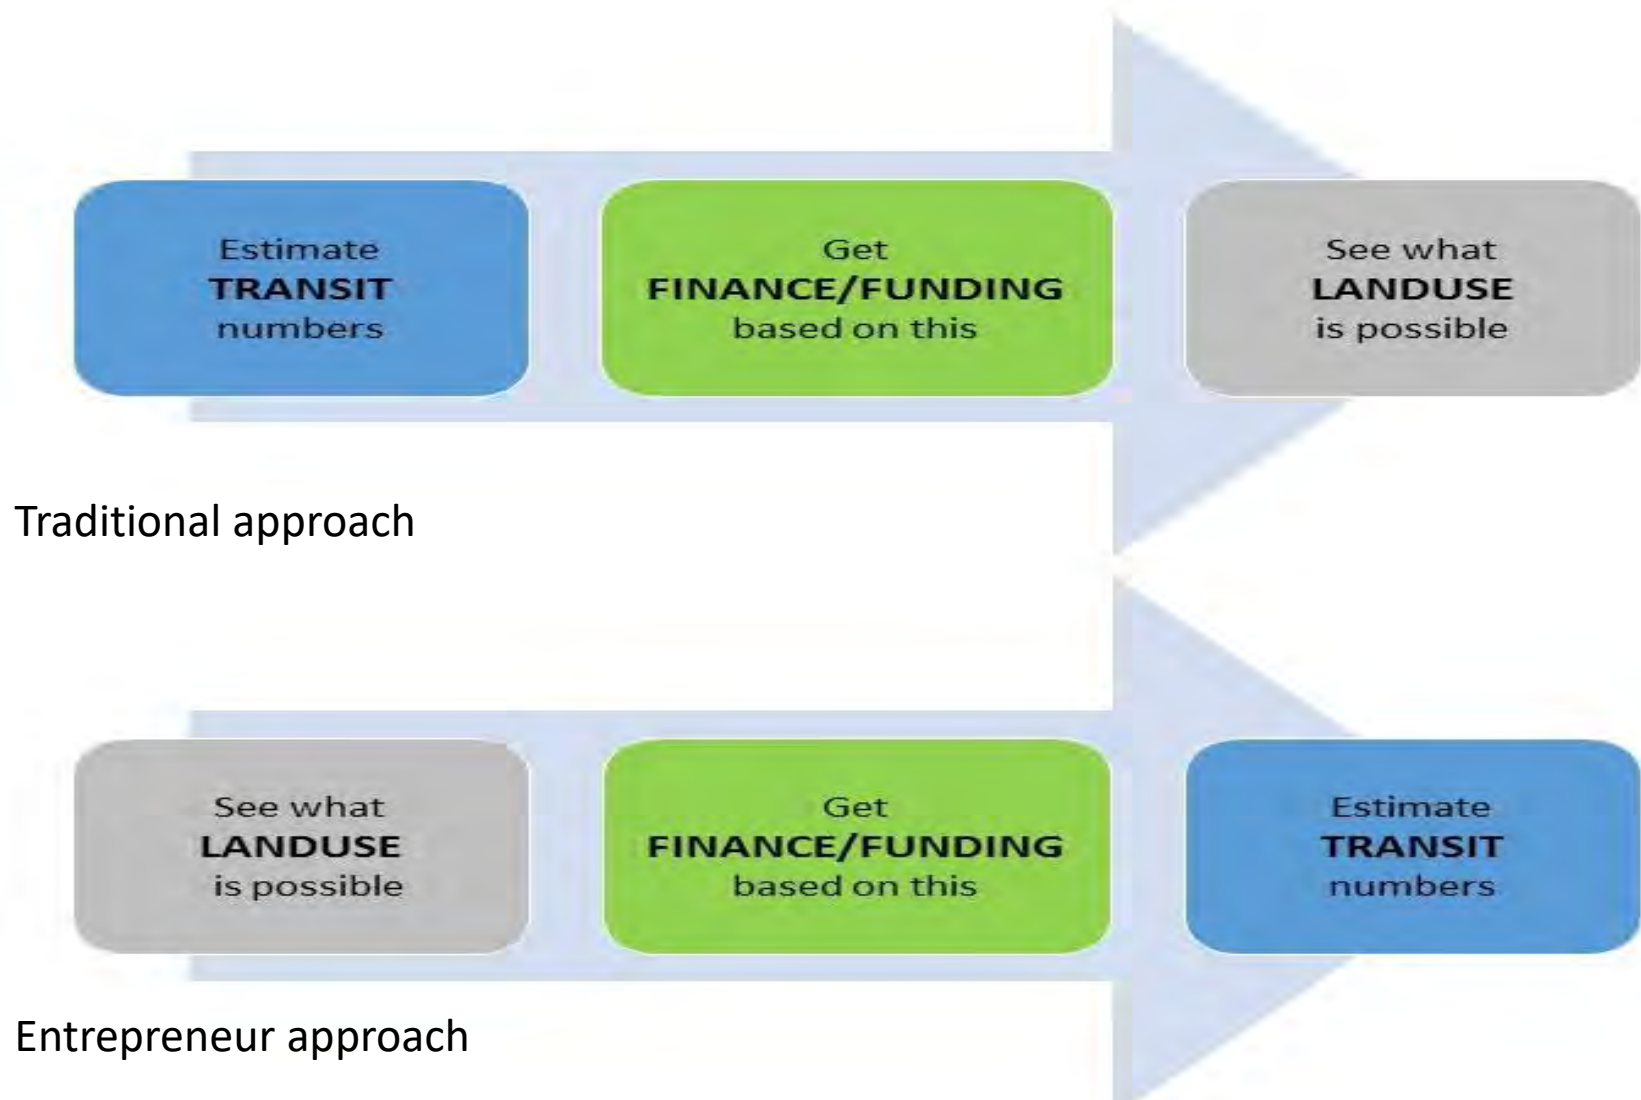 Estimate
TRANSIT
numbers
Get
FINANCE/FUNDING
based on this
See what
LANDUSE
is possible
Traditional approach
See what
LANDUSE
is possible
Get
FINANCE/FUNDING
based on this
Estimate
TRANSIT
numbers
Entrepreneur approach